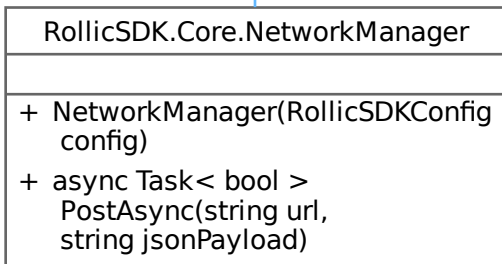 RollicSDK.Core.NetworkManager
+ NetworkManager(RollicSDKConfig
config)
+ async Task< bool >
PostAsync(string url,
string jsonPayload)